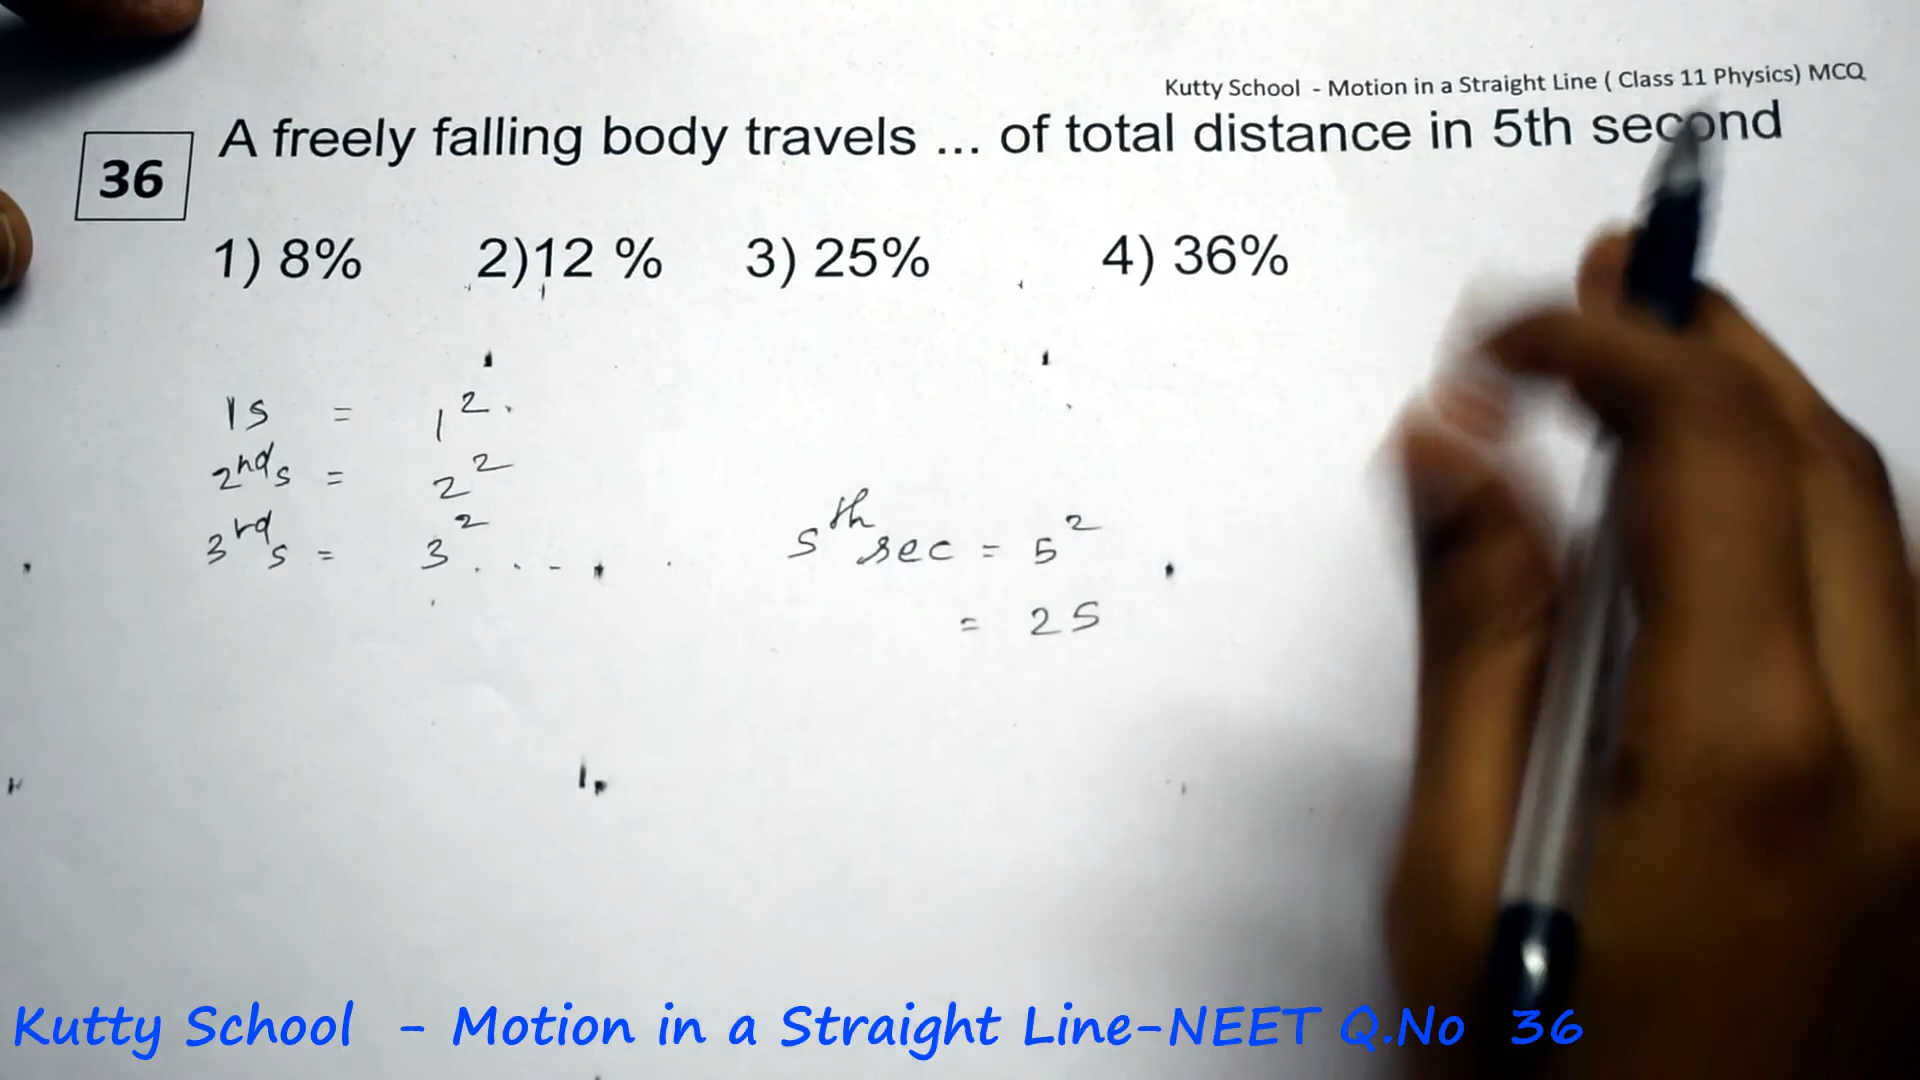 Kutty School - Motion in a Straight Line ( Class 11 Physics) MCQ
36
A freely falling body travels ... of total distance in 5th second
1) 8% 2)12 % 3) 25% 4) 36%
1s = 1²
2nd s = 2²
3rd s = 3² . . - .
5th sec = 5²
= 25
Kutty School - Motion in a Straight Line-NEET Q.No 36